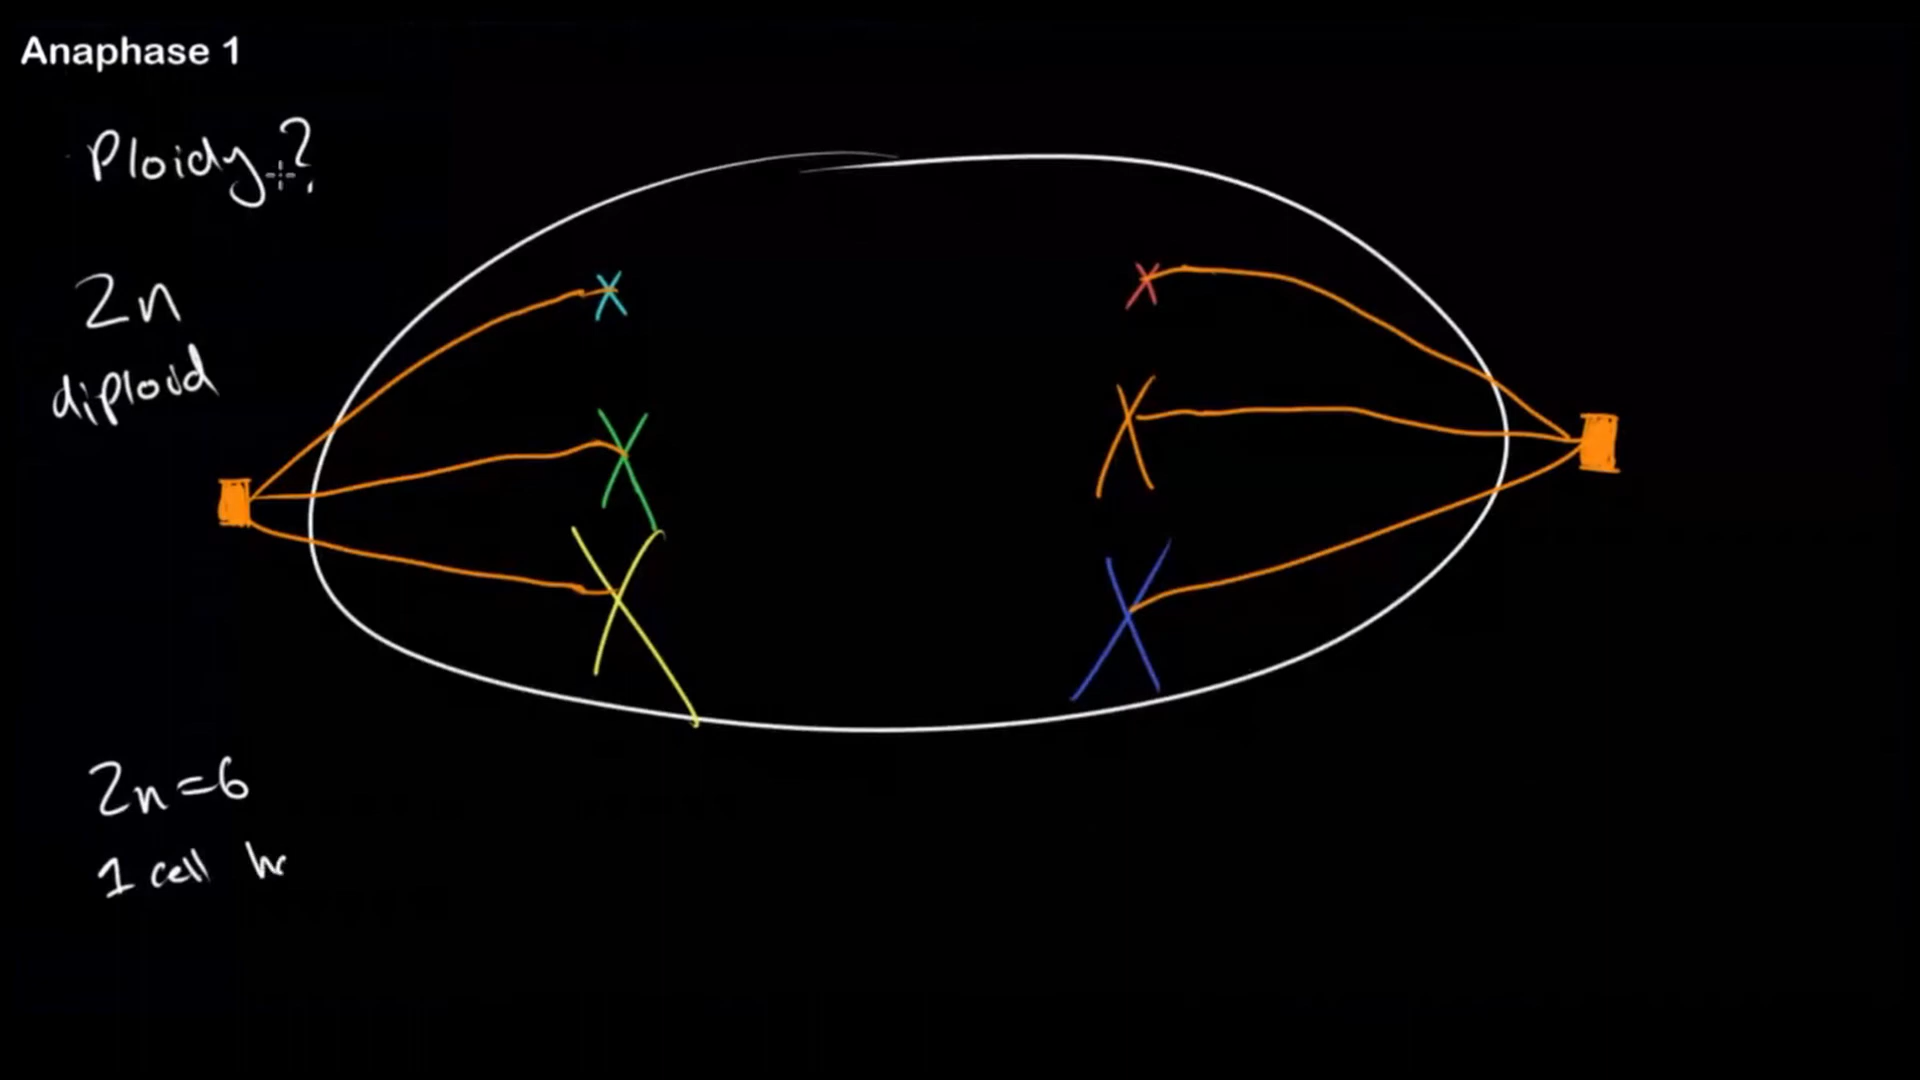 Anaphase 1
Ploidy?
2n
diploid
2n=6
1 cell